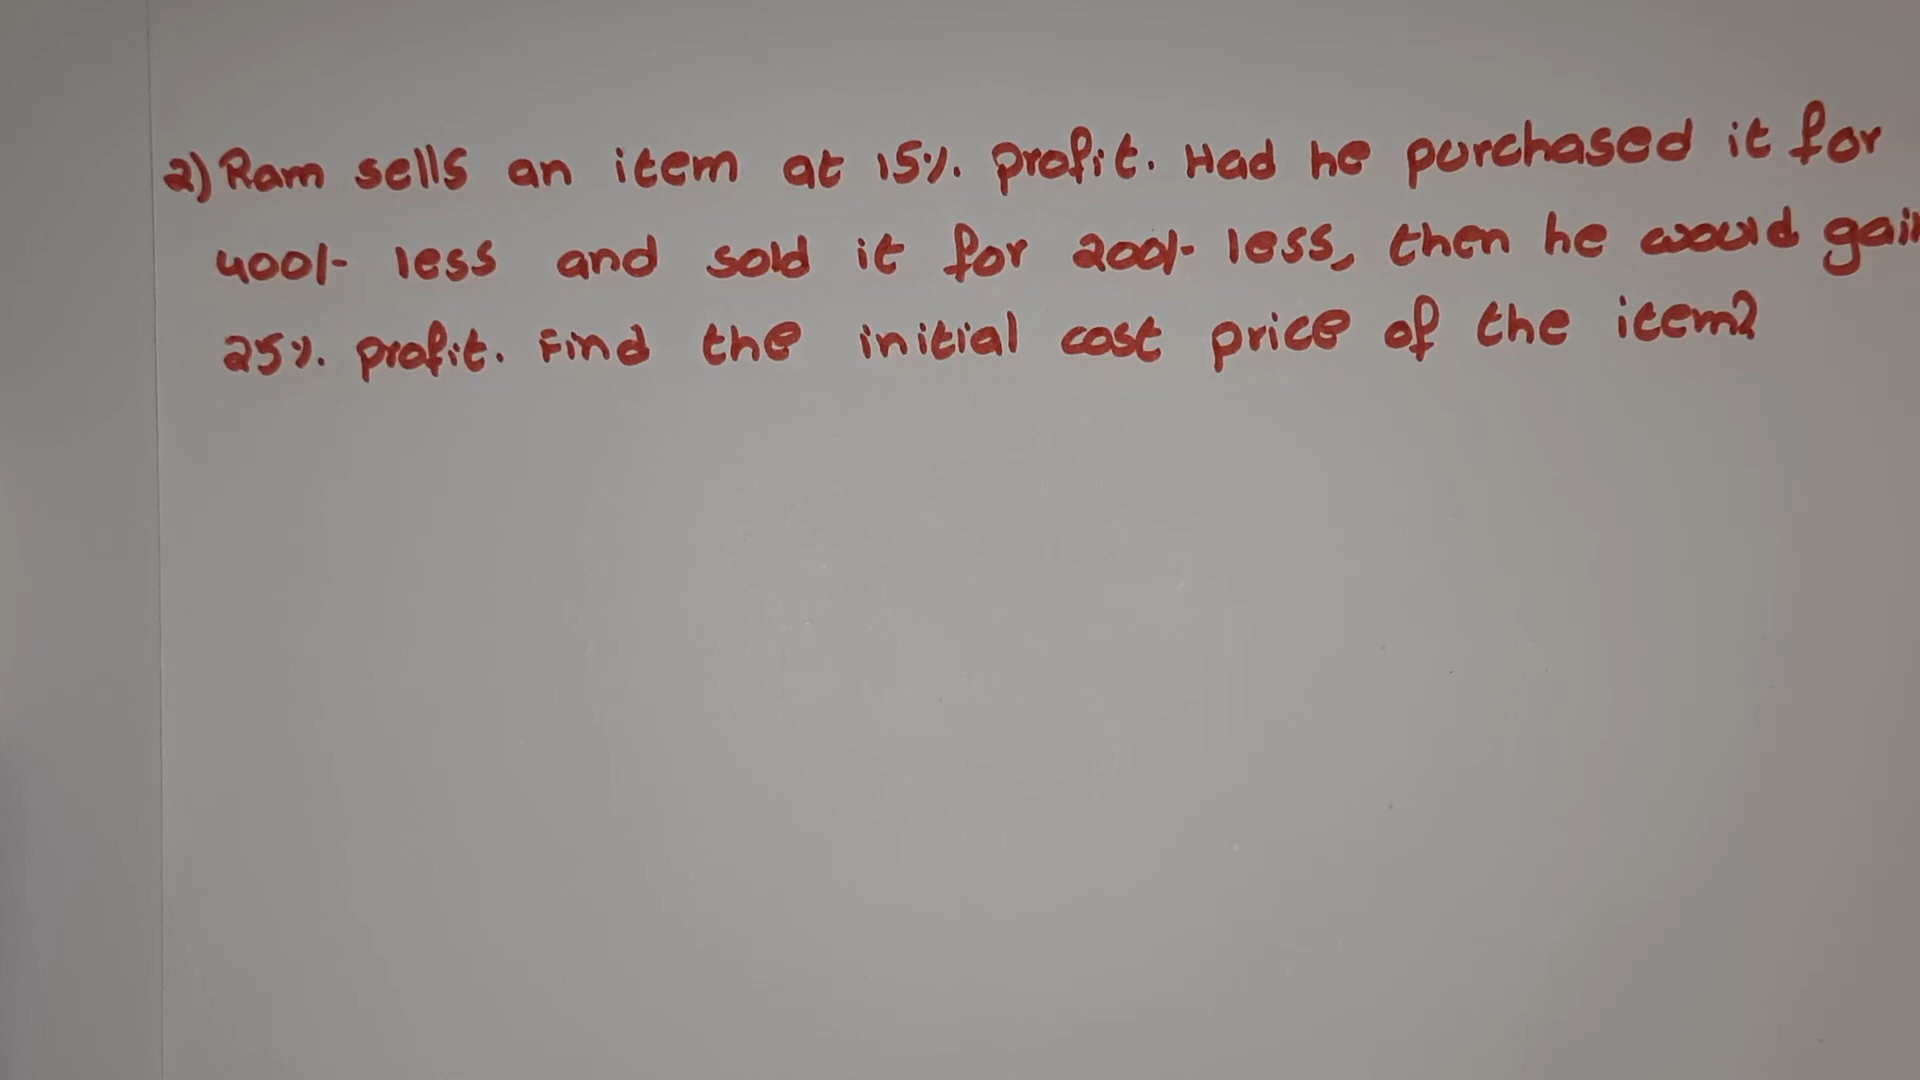 2) Ram sells an item at 15%. profit. Had he purchased it for
400/- less and sold it for 200/- less, then he would gain
25%. profit. Find the initial cost price of the item?